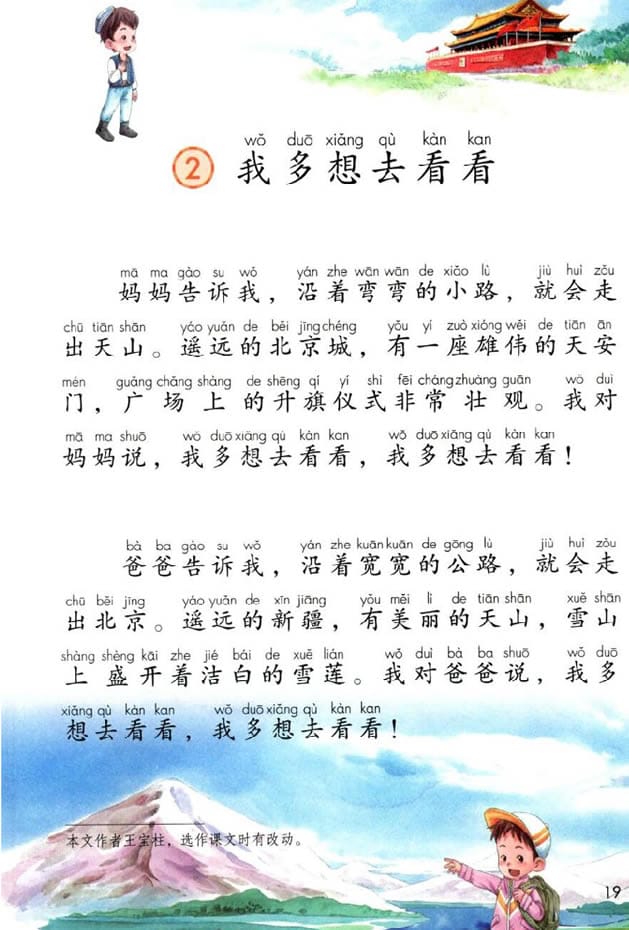 wǒ duō xiǎng qù kàn kan
2 我多想去看看
mā ma gào su wǒ yán zhe wān wān de xiǎo lù jiù huì zǒu
妈妈告诉我，沿着弯弯的小路，就会走
chū tiān shān yáo yuǎn de běi jīng chéng yǒu yí zuò xióng wěi de tiān ān
出天山。遥远的北京城，有一座雄伟的天安
mén guǎng chǎng shàng de shēng qí yí shì fēi cháng zhuàng guān wǒ duì
门，广场上的升旗仪式非常壮观。我对
mā ma shuō wǒ duō xiǎng qù kàn kan wǒ duō xiǎng qù kàn kan
妈妈说，我多想去看看，我多想去看看！
bà ba gào su wǒ yán zhe kuān kuān de gōng lù jiù huì zǒu
爸爸告诉我，沿着宽宽的公路，就会走
chū běi jīng yáo yuǎn de xīn jiāng yǒu měi lì de tiān shān xuě shān
出北京。遥远的新疆，有美丽的天山，雪山
shàng shèng kāi zhe jié bái de xuě lián wǒ duì bà ba shuō wǒ duō
上盛开着洁白的雪莲。我对爸爸说，我多
xiǎng qù kàn kan wǒ duō xiǎng qù kàn kan
想去看看，我多想去看看！
本文作者王宝柱，选作课文时有改动。
19